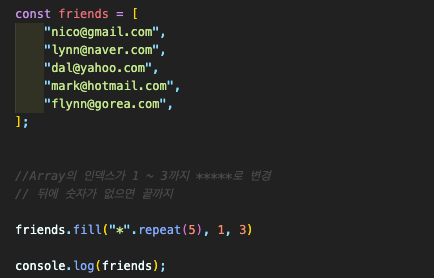 const friends = [
    "nico@gmail.com",
    "lynn@naver.com",
    "dal@yahoo.com",
    "mark@hotmail.com",
    "flynn@gorea.com",
];
//Array의 인덱스가 1 ~ 3까지 *****로 변경
// 뒤에 숫자가 없으면 끝까지
friends.fill("*".repeat(5), 1, 3)
console.log(friends);